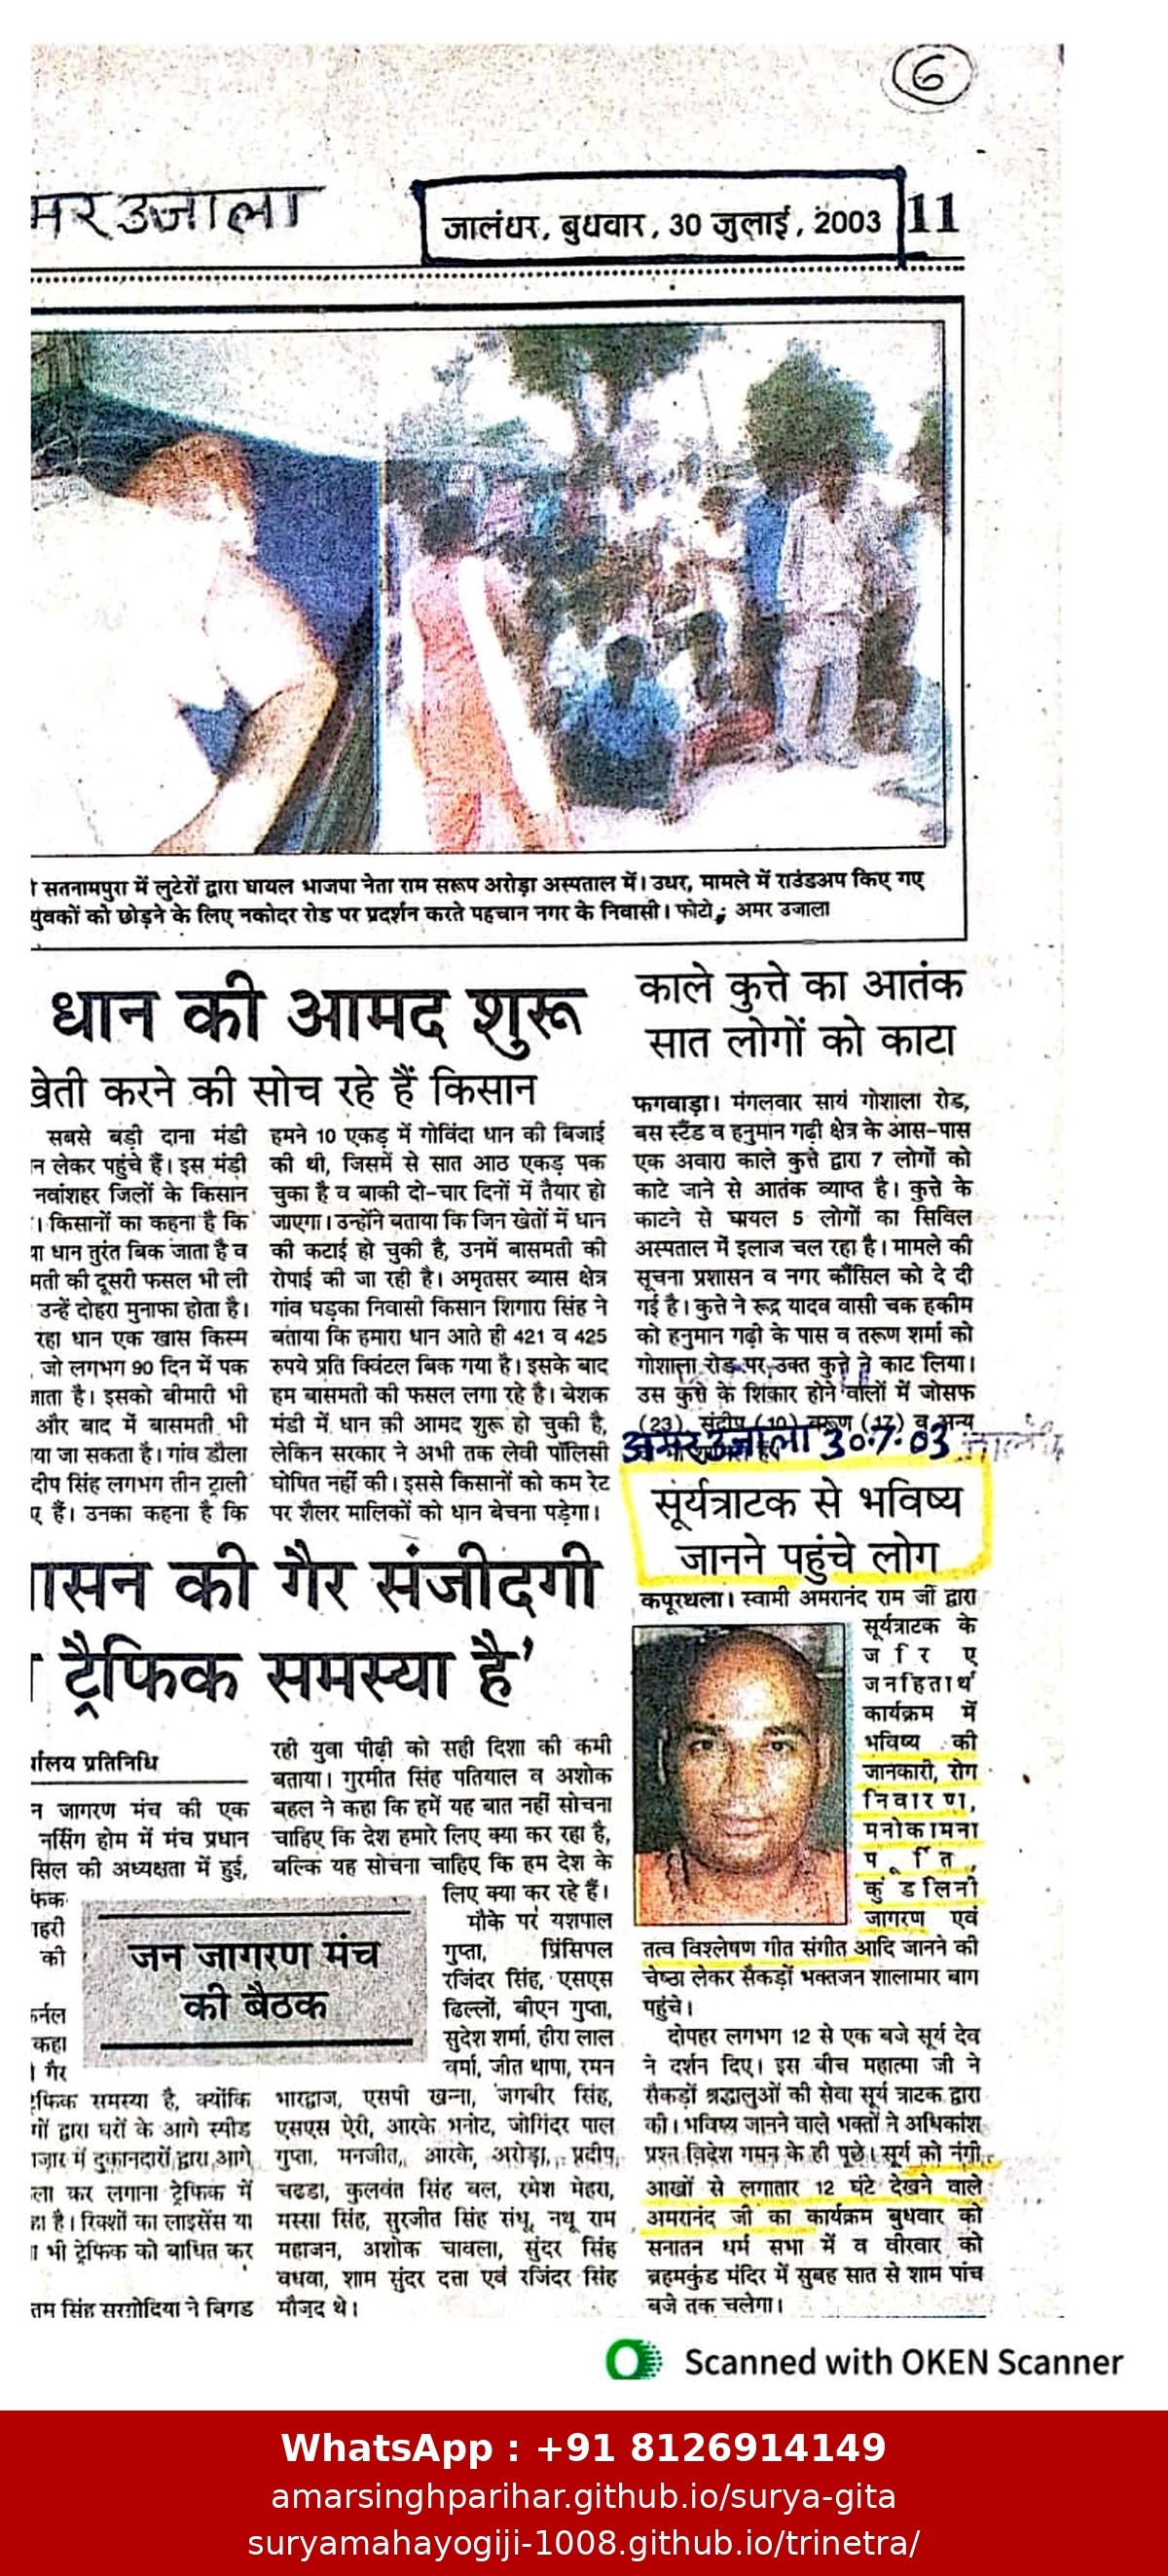 6
मर उजाला
जालंधर, बुधवार, 30 जुलाई, 2003
11
सतनामपुरा में लुटेरों द्वारा घायल भाजपा नेता राम सरूप अरोड़ा अस्पताल में। उधर, मामले में राउंडअप किए गए
युवकों को छोड़ने के लिए नकोदर रोड पर प्रदर्शन करते पहचान नगर के निवासी। फोटो : अमर उजाला
धान की आमद शुरू
खेती करने की सोच रहे हैं किसान
सबसे बड़ी दाना मंडी
न लेकर पहुंचे हैं। इस मंडी
नवांशहर जिलों के किसान
। किसानों का कहना है कि
धान तुरंत बिक जाता है व
मती की दूसरी फसल भी ली
उन्हें दोहरा मुनाफा होता है।
रहा धान एक खास किस्म
, जो लगभग 90 दिन में पक
जाता है। इसको बीमारी भी
और बाद में बासमती भी
या जा सकता है। गांव डौला
दीप सिंह लगभग तीन ट्राली
ए हैं। उनका कहना है कि
हमने 10 एकड़ में गोविंदा धान की बिजाई
की थी, जिसमें से सात आठ एकड़ पक
चुका है व बाकी दो-चार दिनों में तैयार हो
जाएगा। उन्होंने बताया कि जिन खेतों में धान
की कटाई हो चुकी है, उनमें बासमती की
रोपाई की जा रही है। अमृतसर ब्यास क्षेत्र
गांव घड़का निवासी किसान शिगारा सिंह ने
बताया कि हमारा धान आते ही 421 व 425
रुपये प्रति क्विंटल बिक गया है। इसके बाद
हम बासमती की फसल लगा रहे है। बेशक
मंडी में धान की आमद शुरू हो चुकी है,
लेकिन सरकार ने अभी तक लेवी पॉलिसी
घोषित नहीं की। इससे किसानों को कम रेट
पर शैलर मालिकों को धान बेचना पड़ेगा।
काले कुत्ते का आतंक
सात लोगों को काटा
फगवाड़ा। मंगलवार सायं गोशाला रोड,
बस स्टैंड व हनुमान गढ़ी क्षेत्र के आस-पास
एक अवारा काले कुत्ते द्वारा 7 लोगों को
काटे जाने से आतंक व्याप्त है। कुत्ते के
काटने से घायल 5 लोगों का सिविल
अस्पताल में इलाज चल रहा है। मामले की
सूचना प्रशासन व नगर कौंसिल को दे दी
गई है। कुत्ते ने रूद्र यादव वासी चक हकीम
को हनुमान गढ़ी के पास व तरूण शर्मा को
गोशाला रोड पर उक्त कुत्ते ने काट लिया।
उस कुत्ते के शिकार होने वालों में जोसफ
(23), संदीप (10) वरूण (17) व अन्य
अमर उजाला 30.7.03
सूर्यत्राटक से भविष्य
जानने पहुंचे लोग
कपूरथला। स्वामी अमरानंद राम जी द्वारा
सूर्यत्राटक के
जरिए
जनहितार्थ
कार्यक्रम में
भविष्य की
जानकारी, रोग
निवारण,
मनोकामना
पूर्ति,
कुंडलिनी
जागरण एवं
तत्व विश्लेशण गीत संगीत आदि जानने की
चेष्ठा लेकर सैकड़ों भक्तजन शालामार बाग
पहुंचे।
दोपहर लगभग 12 से एक बजे सूर्य देव
ने दर्शन दिए। इस बीच महात्मा जी ने
सैकड़ों श्रद्धालुओं की सेवा सूर्य त्राटक द्वारा
की। भविष्य जानने वाले भक्तों ने अधिकांश
प्रश्न विदेश गमन के ही पूछे। सूर्य को नंगी
आखों से लगातार 12 घंटे देखने वाले
अमरानंद जी का कार्यक्रम बुधवार को
सनातन धर्म सभा में व वीरवार को
ब्रहमकुंड मंदिर में सुबह सात से शाम पांच
बजे तक चलेगा।
ासन की गैर संजीदगी
ट्रैफिक समस्या है'
र्यालय प्रतिनिधि
न जागरण मंच की एक
नर्सिंग होम में मंच प्रधान
सिल की अध्यक्षता में हुई,
फिक
ाहरी
की
कर्नल
कहा
गैर
ट्रैफिक समस्या है, क्योंकि
गों द्वारा घरों के आगे स्पीड
ाजार में दुकानदारों द्वारा आगे
ला कर लगाना ट्रेफिक में
हा है। रिक्शों का लाइसेंस या
भी ट्रेफिक को बाधित कर
तम सिंह सरगोदिया ने बिगड
जन जागरण मंच
की बैठक
रही युवा पीढ़ी को सही दिशा की कमी
बताया। गुरमीत सिंह पतियाल व अशोक
बहल ने कहा कि हमें यह बात नहीं सोचना
चाहिए कि देश हमारे लिए क्या कर रहा है,
बल्कि यह सोचना चाहिए कि हम देश के
लिए क्या कर रहे हैं।
मौके पर यशपाल
गुप्ता, प्रिंसिपल
रजिंदर सिंह, एसएस
ढिल्लों, बीएन गुप्ता,
सुदेश शर्मा, हीरा लाल
वर्मा, जीत थापा, रमन
भारद्वाज, एसपी खन्ना, जगबीर सिंह,
एसएस ऐरी, आरके भनोट, जोगिंदर पाल
गुप्ता, मनजीत, आरके, अरोड़ा, प्रदीप,
चढडा, कुलवंत सिंह बल, रमेश मेहरा,
मस्सा सिंह, सुरजीत सिंह संधू, नथू राम
महाजन, अशोक चावला, सुंदर सिंह
वधवा, शाम सुंदर दत्ता एवं रजिंदर सिंह
मौजूद थे।
Scanned with OKEN Scanner
WhatsApp : +91 8126914149
amarsinghparihar.github.io/surya-gita
suryamahayogiji-1008.github.io/trinetra/